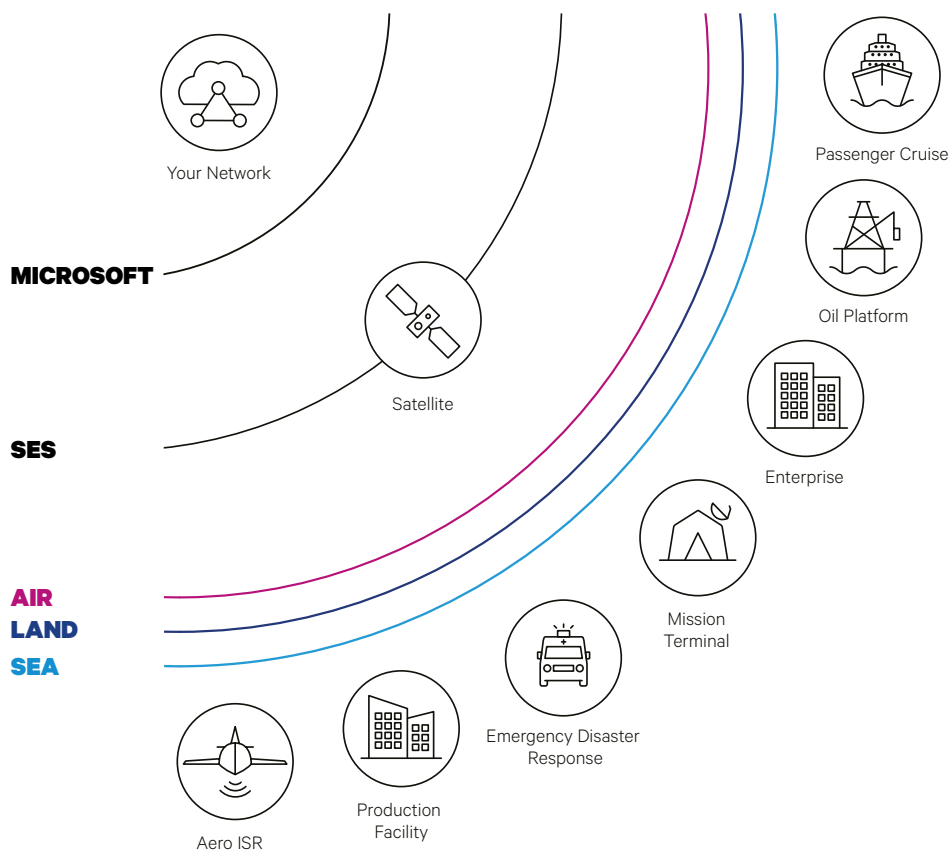 Your Network
Passenger Cruise
MICROSOFT
Oil Platform
Satellite
SES
Enterprise
AIR
LAND
SEA
Mission
Terminal
Emergency Disaster
Response
Production
Facility
Aero ISR